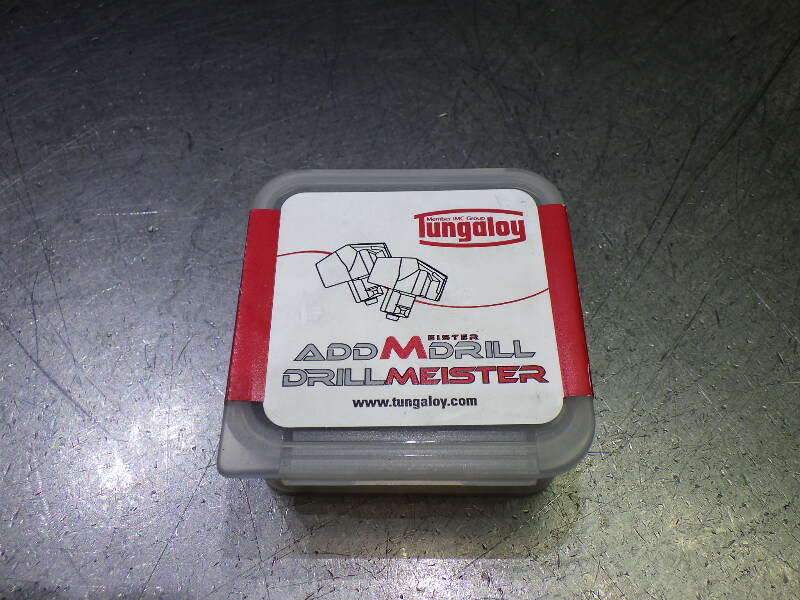 Member IMC Group
Tungaloy
EISTER
ADDMDRILL
DRILLMEISTER
www.tungaloy.com